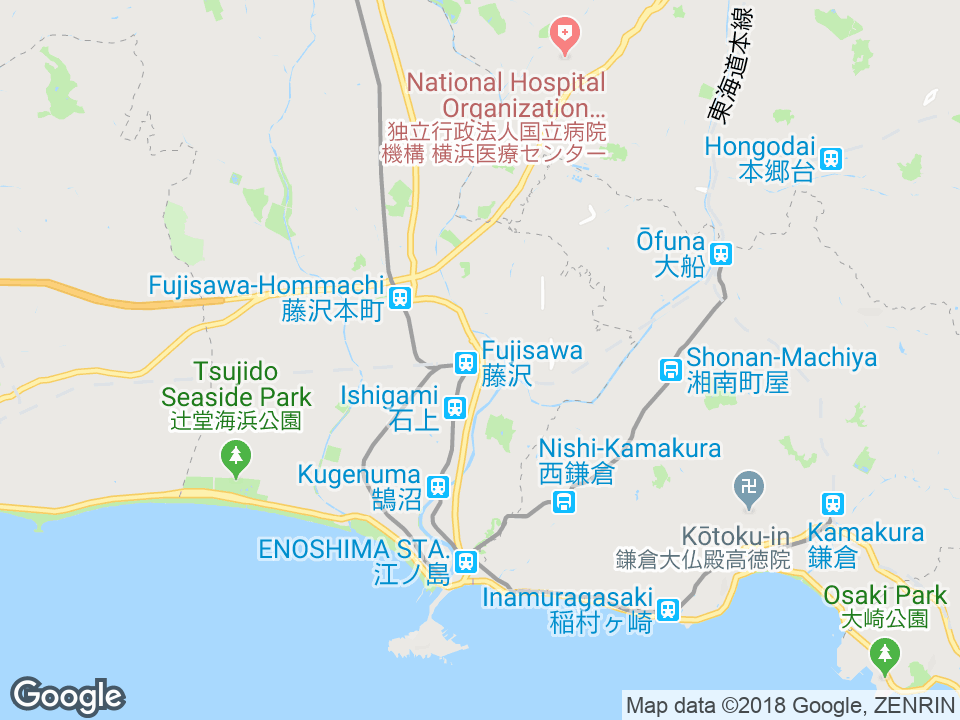 東海道本線
National Hospital
Organization...
独立行政法人国立病院
機構 横浜医療センター
Hongodai
本郷台
Ōfuna
大船
Fujisawa-Hommachi
藤沢本町
Fujisawa
藤沢
Shonan-Machiya
湘南町屋
Tsujido
Seaside Park
辻堂海浜公園
Ishigami
石上
Nishi-Kamakura
西鎌倉
Kugenuma
鵠沼
Kōtoku-in
鎌倉大仏殿高徳院
Kamakura
鎌倉
ENOSHIMA STA.
江ノ島
Inamuragasaki
稲村ヶ崎
Osaki Park
大崎公園
Google
Map data ©2018 Google, ZENRIN